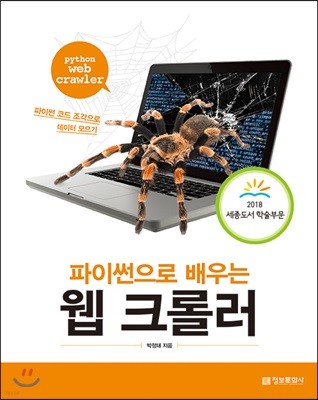 python
web
crawler
파이썬 코드 조각으로
데이터 모으기
2018
세종도서 학술부문
파이썬으로 배우는
웹 크롤러
박정태 지음
정보문화사